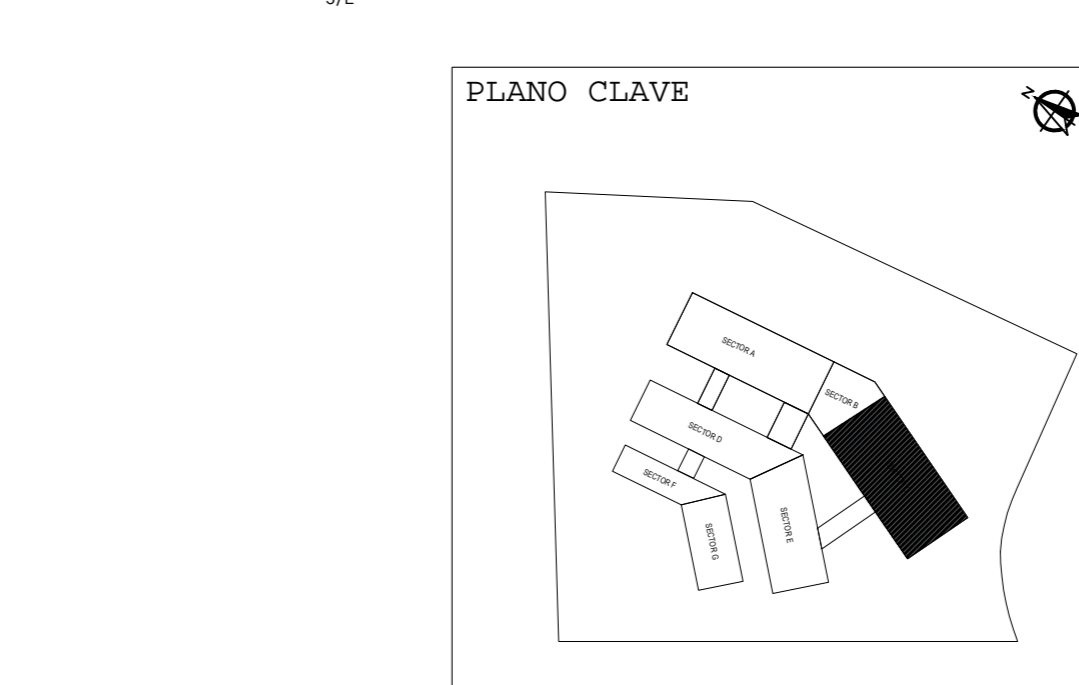 S/E
PLANO CLAVE
N
SECTOR A
SECTOR B
SECTOR D
SECTOR F
SECTOR E
SECTOR G